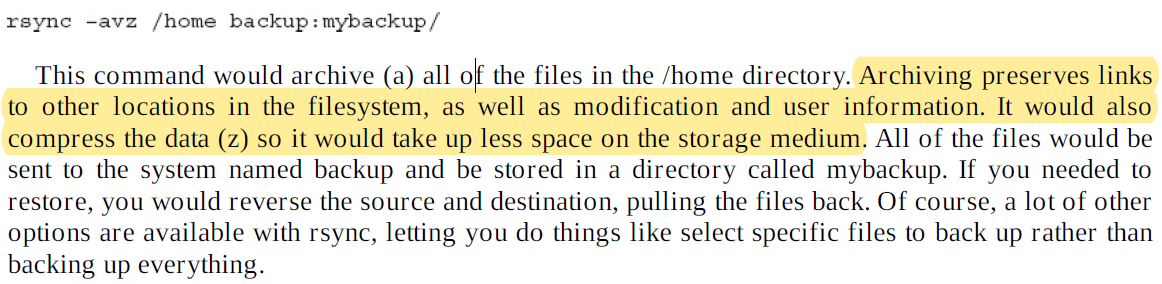 rsync -avz /home backup:mybackup/
This command would archive (a) all of the files in the /home directory. Archiving preserves links
to other locations in the filesystem, as well as modification and user information. It would also
compress the data (z) so it would take up less space on the storage medium. All of the files would be
sent to the system named backup and be stored in a directory called mybackup. If you needed to
restore, you would reverse the source and destination, pulling the files back. Of course, a lot of other
options are available with rsync, letting you do things like select specific files to back up rather than
backing up everything.